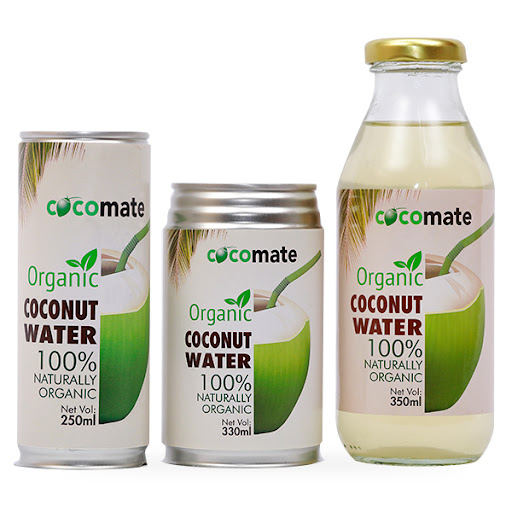 cocomate
Organic
COCONUT
WATER
100%
NATURALLY
ORGANIC
Net Vol:
250ml
cocomate
Organic
COCONUT
WATER
100%
NATURALLY
ORGANIC
Net Vol:
330ml
cocomate
Organic
COCONUT
WATER
100%
NATURALLY
ORGANIC
Net Vol:
350ml